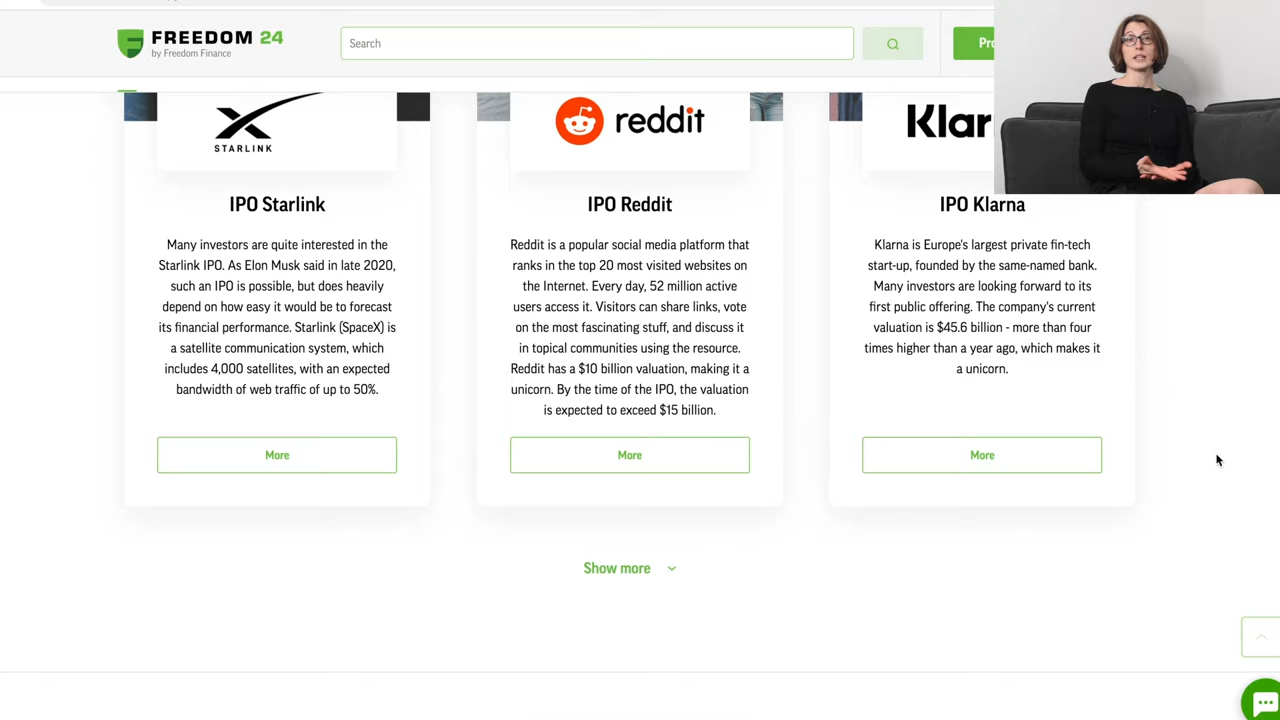 FREEDOM 24
by Freedom Finance
Search
STARLINK
reddit
IPO Starlink
Many investors are quite interested in the
Starlink IPO. As Elon Musk said in late 2020,
such an IPO is possible, but does heavily
depend on how easy it would be to forecast
its financial performance. Starlink (SpaceX) is
a satellite communication system, which
includes 4,000 satellites, with an expected
bandwidth of web traffic of up to 50%.
More
IPO Reddit
Reddit is a popular social media platform that
ranks in the top 20 most visited websites on
the Internet. Every day, 52 million active
users access it. Visitors can share links, vote
on the most fascinating stuff, and discuss it
in topical communities using the resource.
Reddit has a $10 billion valuation, making it a
unicorn. By the time of the IPO, the valuation
is expected to exceed $15 billion.
More
IPO Klarna
Klarna is Europe's largest private fin-tech
start-up, founded by the same-named bank.
Many investors are looking forward to its
first public offering. The company's current
valuation is $45.6 billion - more than four
times higher than a year ago, which makes it
a unicorn.
More
Show more